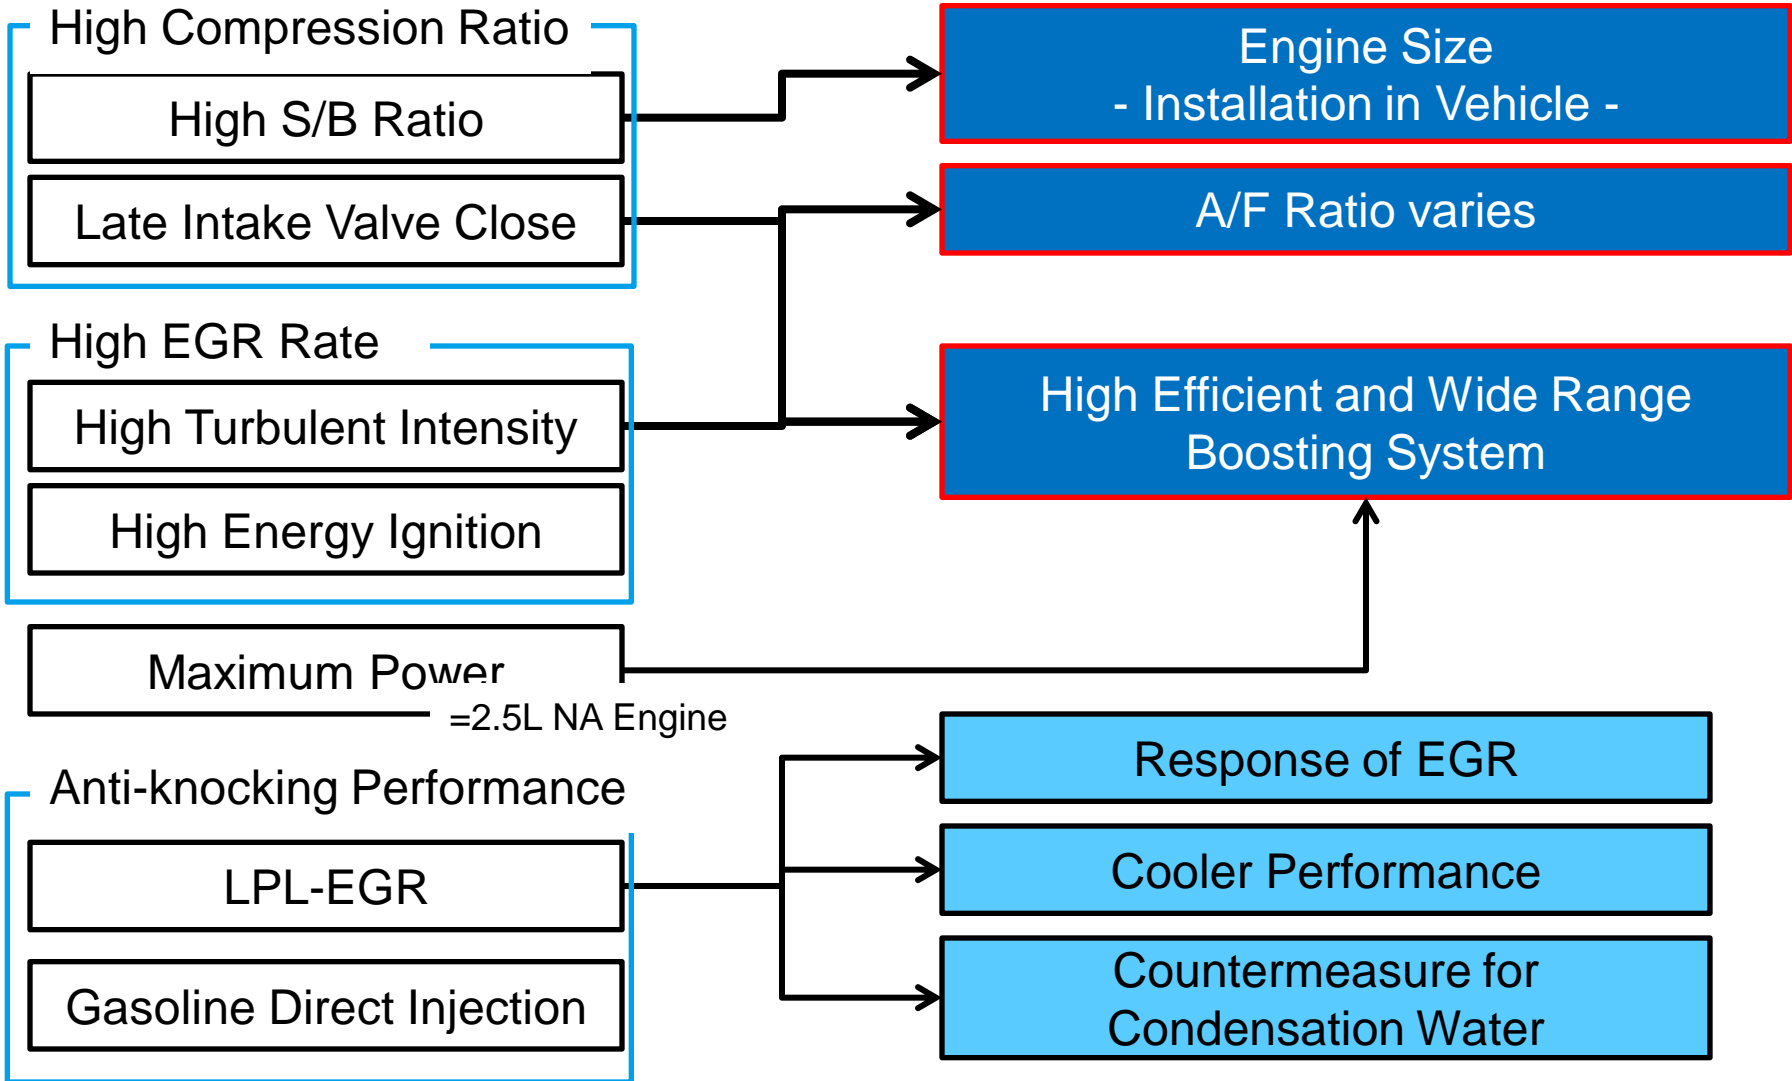 High Compression Ratio
High S/B Ratio
Late Intake Valve Close
High EGR Rate
High Turbulent Intensity
High Energy Ignition
Maximum Power
=2.5L NA Engine
Anti-knocking Performance
LPL-EGR
Gasoline Direct Injection
Engine Size
- Installation in Vehicle -
A/F Ratio varies
High Efficient and Wide Range
Boosting System
Response of EGR
Cooler Performance
Countermeasure for
Condensation Water